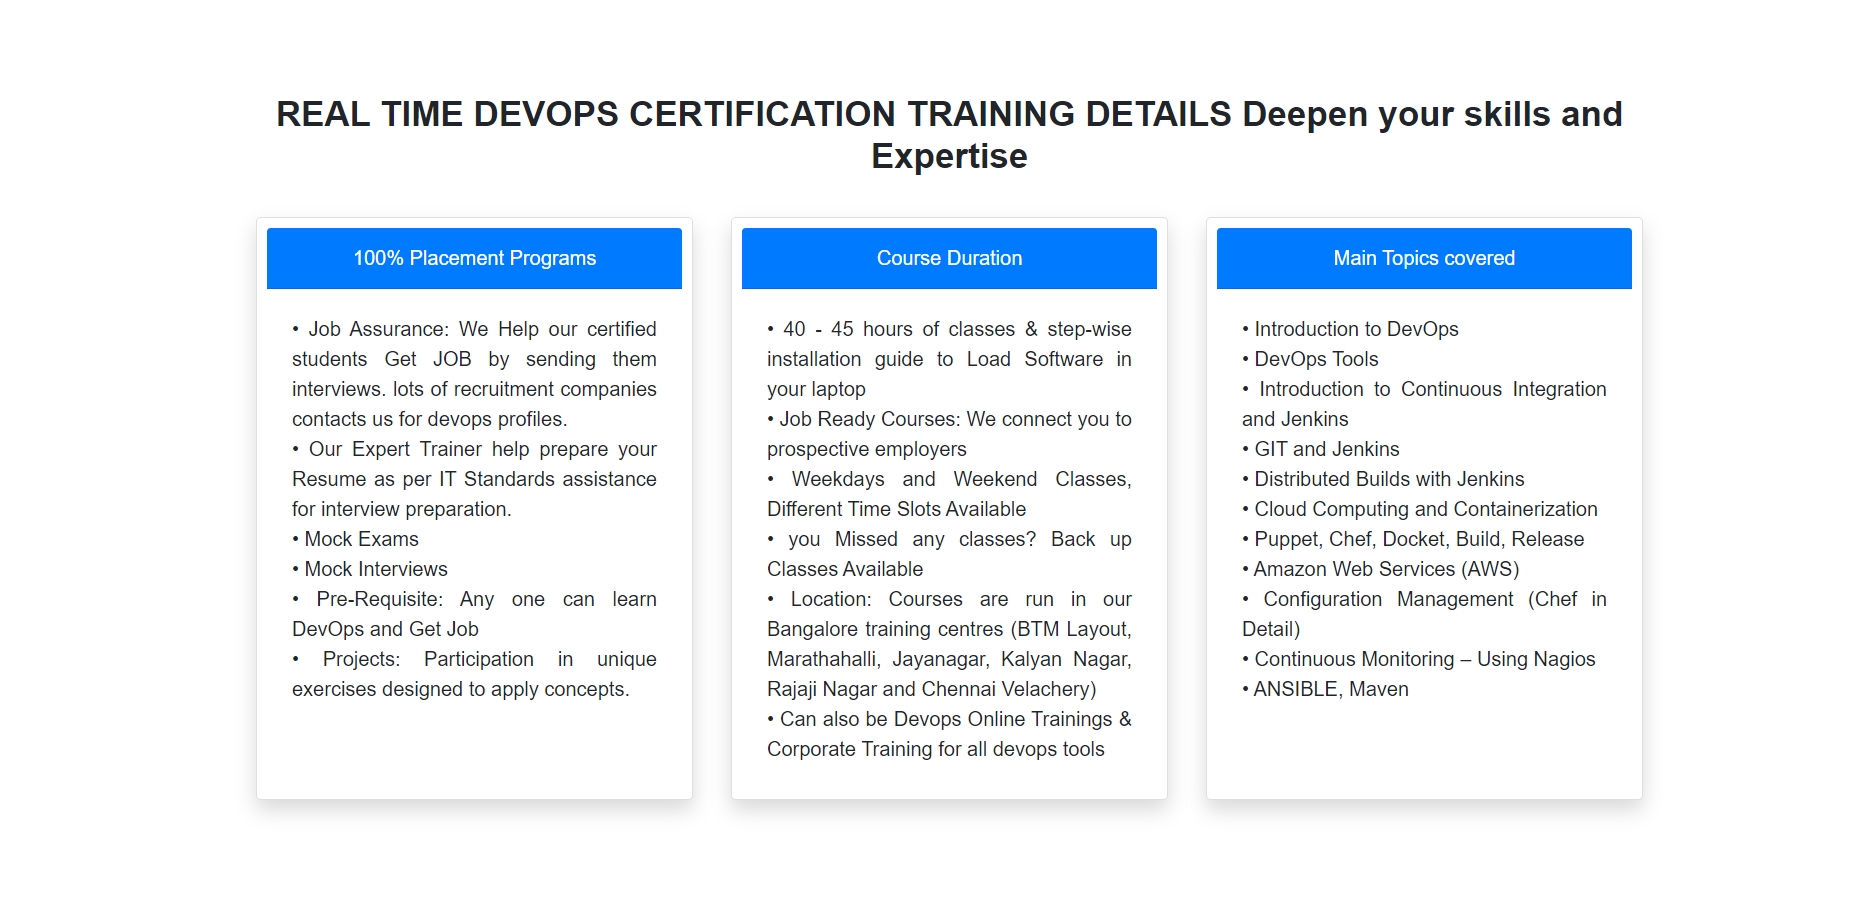 REAL TIME DEVOPS CERTIFICATION TRAINING DETAILS Deepen your skills and
Expertise
100% Placement Programs
• Job Assurance: We Help our certified
students Get JOB by sending them
interviews. lots of recruitment companies
contacts us for devops profiles.
• Our Expert Trainer help prepare your
Resume as per IT Standards assistance
for interview preparation.
• Mock Exams
• Mock Interviews
• Pre-Requisite: Any one can learn
DevOps and Get Job
• Projects: Participation in unique
exercises designed to apply concepts.
Course Duration
• 40 - 45 hours of classes & step-wise
installation guide to Load Software in
your laptop
• Job Ready Courses: We connect you to
prospective employers
• Weekdays and Weekend Classes,
Different Time Slots Available
• you Missed any classes? Back up
Classes Available
• Location: Courses are run in our
Bangalore training centres (BTM Layout,
Marathahalli, Jayanagar, Kalyan Nagar,
Rajaji Nagar and Chennai Velachery)
• Can also be Devops Online Trainings &
Corporate Training for all devops tools
Main Topics covered
• Introduction to DevOps
• DevOps Tools
• Introduction to Continuous Integration
and Jenkins
• GIT and Jenkins
• Distributed Builds with Jenkins
• Cloud Computing and Containerization
• Puppet, Chef, Docket, Build, Release
• Amazon Web Services (AWS)
• Configuration Management (Chef in
Detail)
• Continuous Monitoring – Using Nagios
• ANSIBLE, Maven